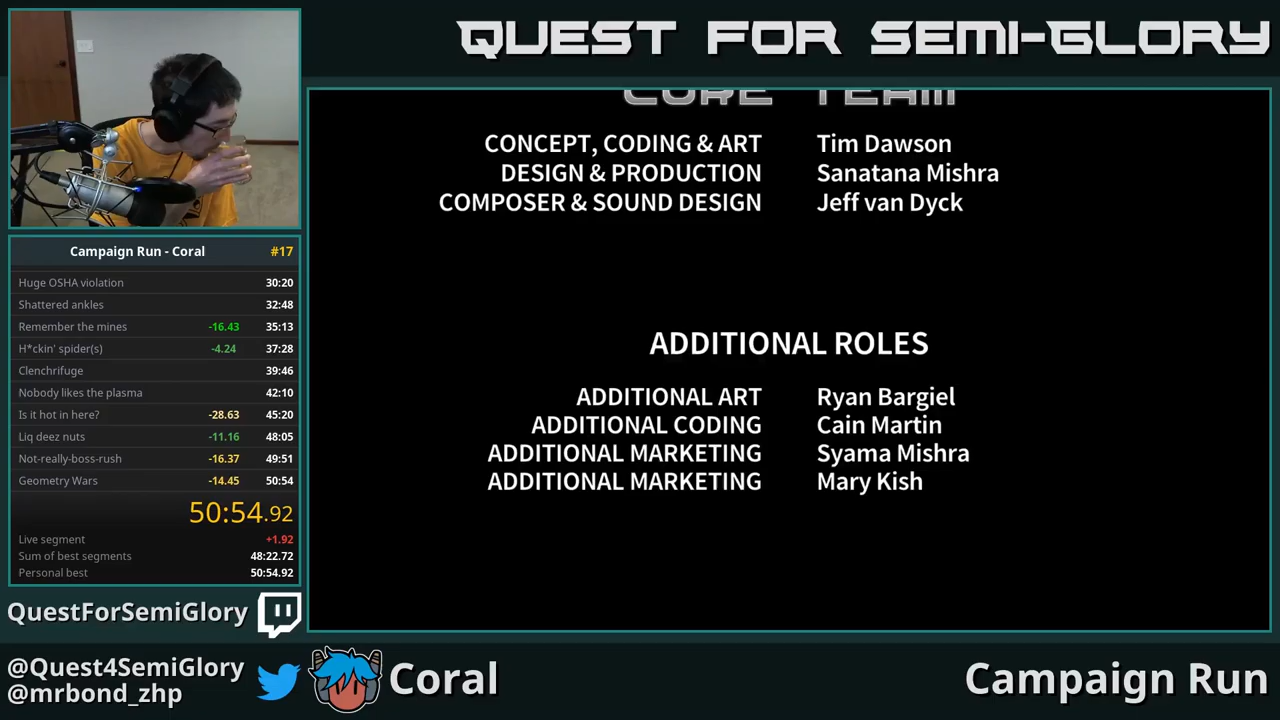 QUEST FOR SEMI-GLORY
CORE TEAM
CONCEPT, CODING & ART Tim Dawson
DESIGN & PRODUCTION Sanatana Mishra
COMPOSER & SOUND DESIGN Jeff van Dyck
ADDITIONAL ROLES
ADDITIONAL ART Ryan Bargiel
ADDITIONAL CODING Cain Martin
ADDITIONAL MARKETING Syama Mishra
ADDITIONAL MARKETING Mary Kish
Campaign Run - Coral #17
Huge OSHA violation 30:20
Shattered ankles 32:48
Remember the mines -16.43 35:13
H*ckin' spider(s) -4.24 37:28
Clenchrifuge 39:46
Nobody likes the plasma 42:10
Is it hot in here? -28.63 45:20
Liq deez nuts -11.16 48:05
Not-really-boss-rush -16.37 49:51
Geometry Wars -14.45 50:54
50:54.92
Live segment +1.92
Sum of best segments 48:22.72
Personal best 50:54.92
QuestForSemiGlory
@Quest4SemiGlory
@mrbond_zhp
Coral
Campaign Run